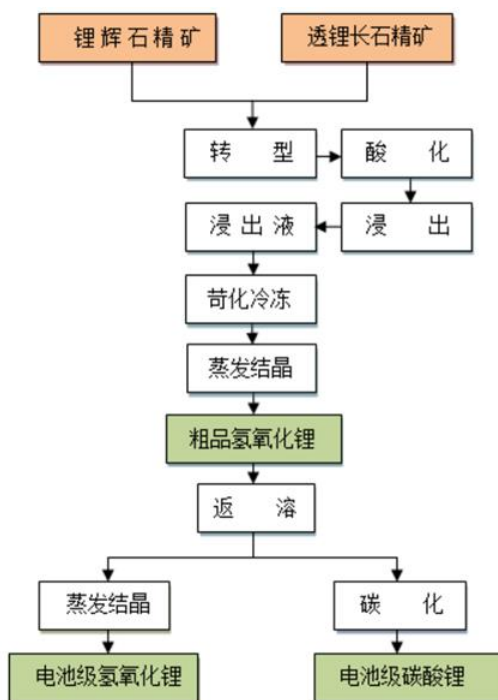 锂辉石精矿
透锂长石精矿
转型
酸化
浸出
浸出液
苛化冷冻
蒸发结晶
粗品氢氧化锂
返溶
蒸发结晶
碳化
电池级氢氧化锂
电池级碳酸锂